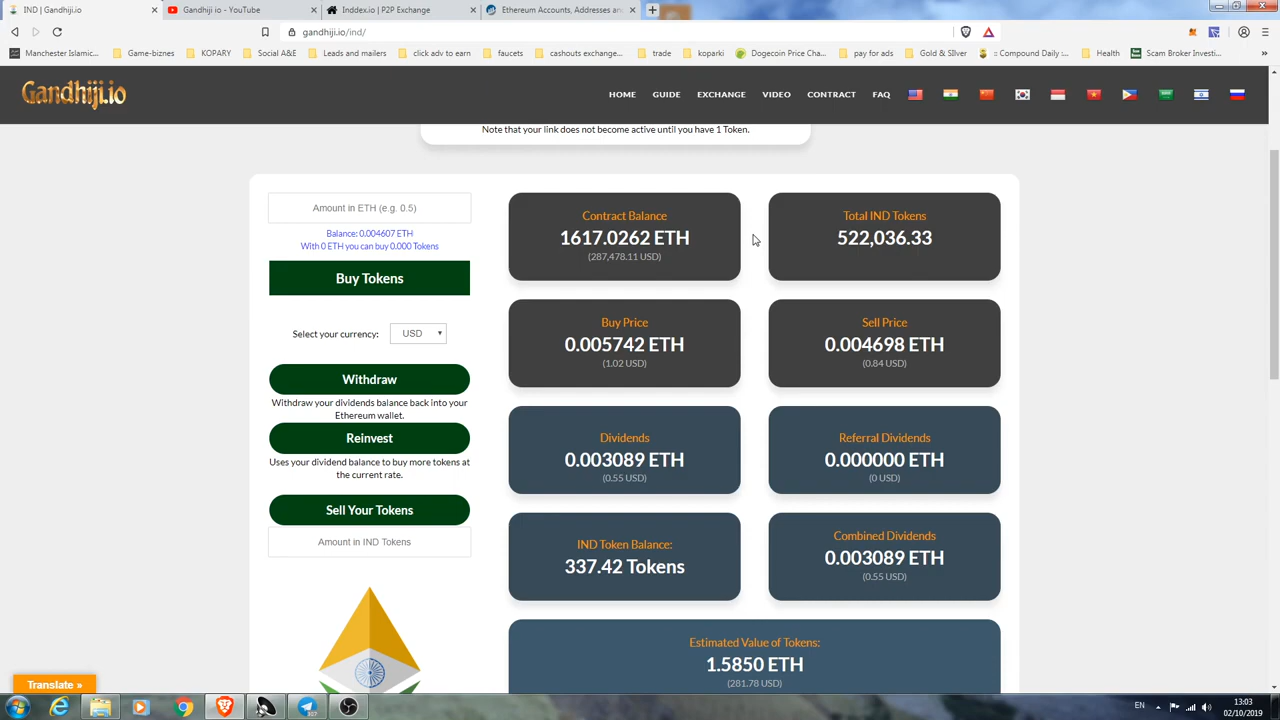 IND | Gandhiji.io
Gandhiji io - YouTube
Inddex.io | P2P Exchange
Ethereum Accounts, Addresses and
gandhiji.io/ind/
Manchester Islamic...
Game-biznes
KOPARY
Social A&E
Leads and mailers
click adv to earn
faucets
cashouts exchange...
trade
koparki
Dogecoin Price Cha...
pay for ads
Gold & SIlver
:: Compound Daily :...
Health
Scam Broker Investi...
Gandhiji.io
HOME
GUIDE
EXCHANGE
VIDEO
CONTRACT
FAQ
Note that your link does not become active until you have 1 Token.
Amount in ETH (e.g. 0.5)
Balance: 0.004607 ETH
With 0 ETH you can buy 0.000 Tokens
Buy Tokens
Select your currency:
USD
Withdraw
Withdraw your dividends balance back into your
Ethereum wallet.
Reinvest
Uses your dividend balance to buy more tokens at
the current rate.
Sell Your Tokens
Amount in IND Tokens
Contract Balance
1617.0262 ETH
(287,478.11 USD)
Total IND Tokens
522,036.33
Buy Price
0.005742 ETH
(1.02 USD)
Sell Price
0.004698 ETH
(0.84 USD)
Dividends
0.003089 ETH
(0.55 USD)
Referral Dividends
0.000000 ETH
(0 USD)
IND Token Balance:
337.42 Tokens
Combined Dividends
0.003089 ETH
(0.55 USD)
Estimated Value of Tokens:
1.5850 ETH
(281.78 USD)
Translate »
EN
13:03
02/10/2019